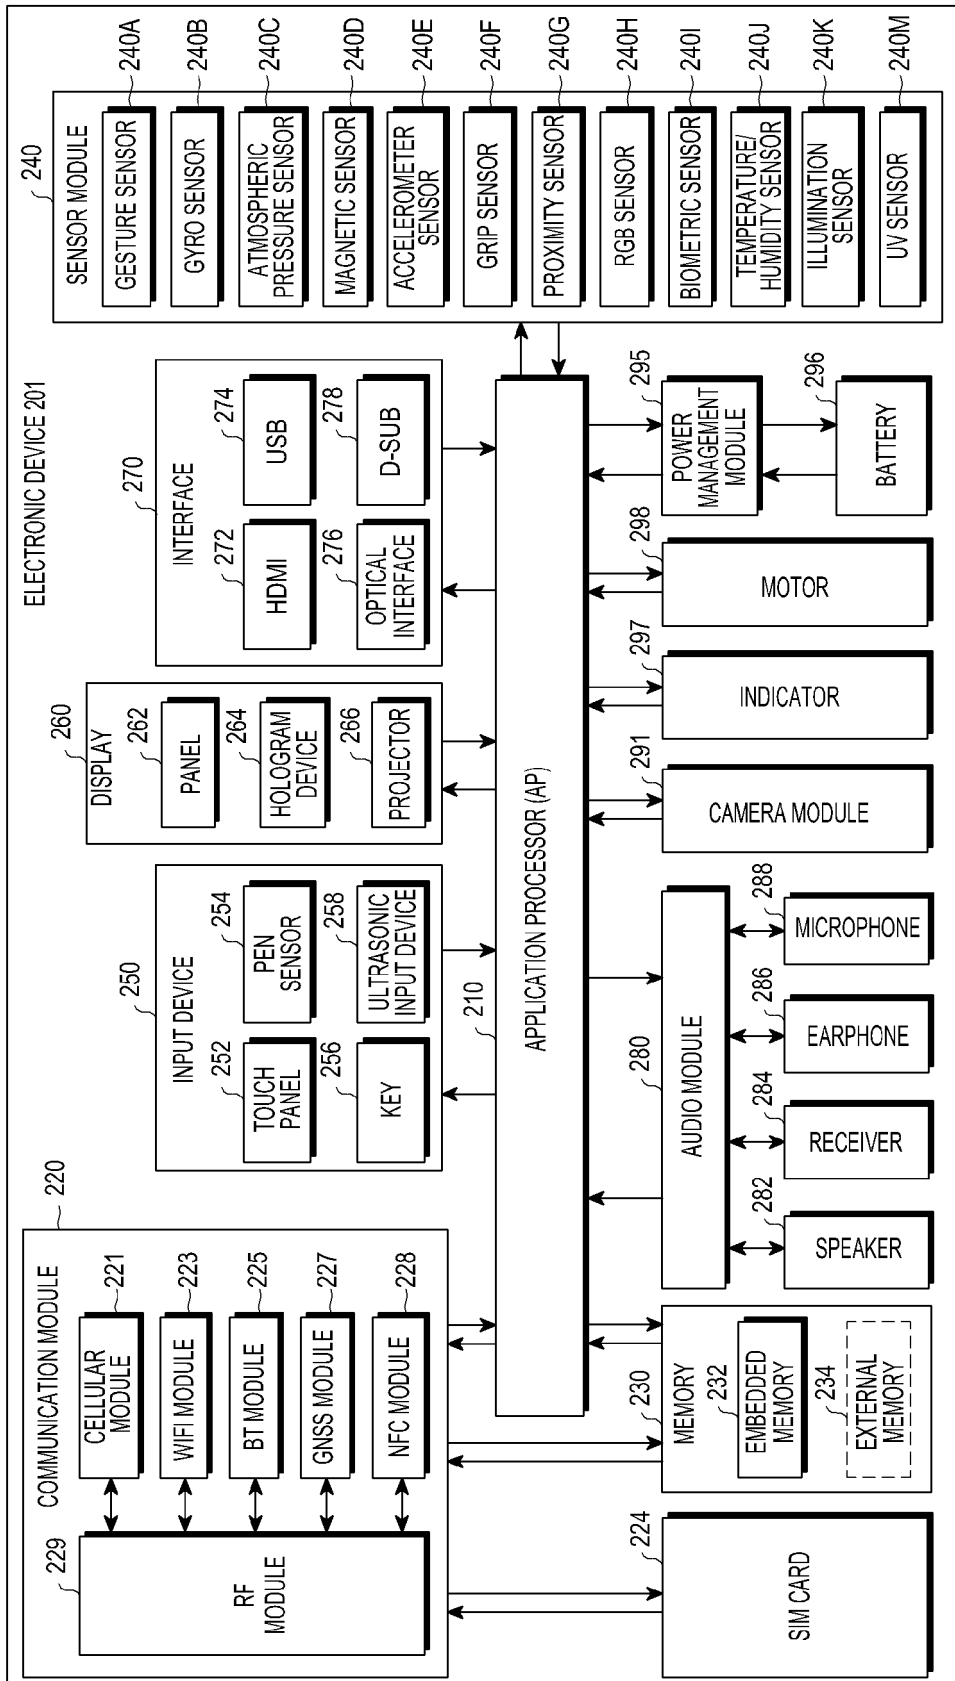 ELECTRONIC DEVICE 201
COMMUNICATION MODULE
220
229
RF
MODULE
CELLULAR
MODULE
221
WIFI MODULE
223
BT MODULE
225
GNSS MODULE
227
NFC MODULE
228
250
INPUT DEVICE
252
TOUCH
PANEL
254
PEN
SENSOR
256
KEY
258
ULTRASONIC
INPUT DEVICE
260
DISPLAY
262
PANEL
264
HOLOGRAM
DEVICE
266
PROJECTOR
270
INTERFACE
272
HDMI
274
USB
276
OPTICAL
INTERFACE
278
D-SUB
240
SENSOR MODULE
GESTURE SENSOR
240A
GYRO SENSOR
240B
ATMOSPHERIC
PRESSURE SENSOR
240C
MAGNETIC SENSOR
240D
ACCELEROMETER
SENSOR
240E
GRIP SENSOR
240F
PROXIMITY SENSOR
240G
RGB SENSOR
240H
BIOMETRIC SENSOR
240I
TEMPERATURE/
HUMIDITY SENSOR
240J
ILLUMINATION
SENSOR
240K
UV SENSOR
240M
210
APPLICATION PROCESSOR (AP)
224
SIM CARD
230
MEMORY
232
EMBEDDED
MEMORY
234
EXTERNAL
MEMORY
280
AUDIO MODULE
282
SPEAKER
284
RECEIVER
286
EARPHONE
288
MICROPHONE
291
CAMERA MODULE
297
INDICATOR
298
MOTOR
295
POWER
MANAGEMENT
MODULE
296
BATTERY